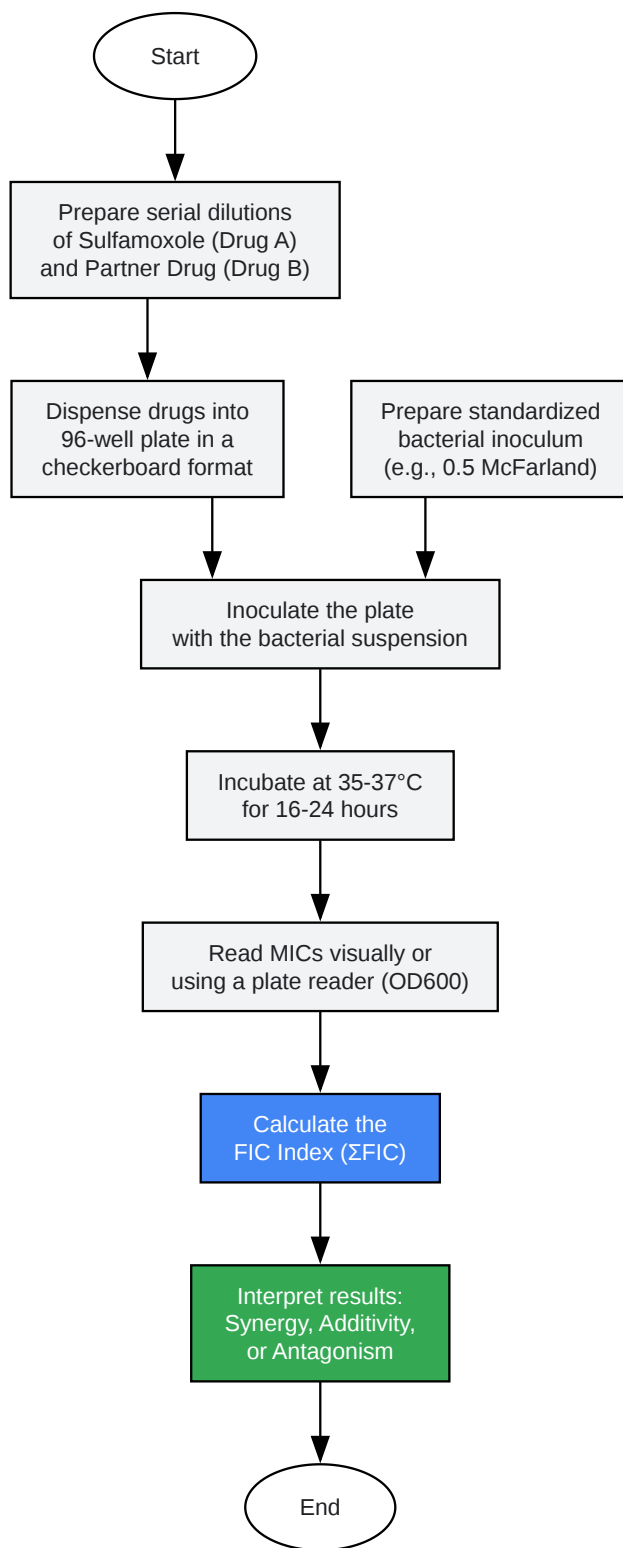 Start
Prepare serial dilutions
of Sulfamoxole (Drug A)
and Partner Drug (Drug B)
Dispense drugs into
96-well plate in a
checkerboard format
Prepare standardized
bacterial inoculum
(e.g., 0.5 McFarland)
Inoculate the plate
with the bacterial suspension
Incubate at 35-37°C
for 16-24 hours
Read MICs visually or
using a plate reader (OD600)
Calculate the
FIC Index (ΣFIC)
Interpret results:
Synergy, Additivity,
or Antagonism
End